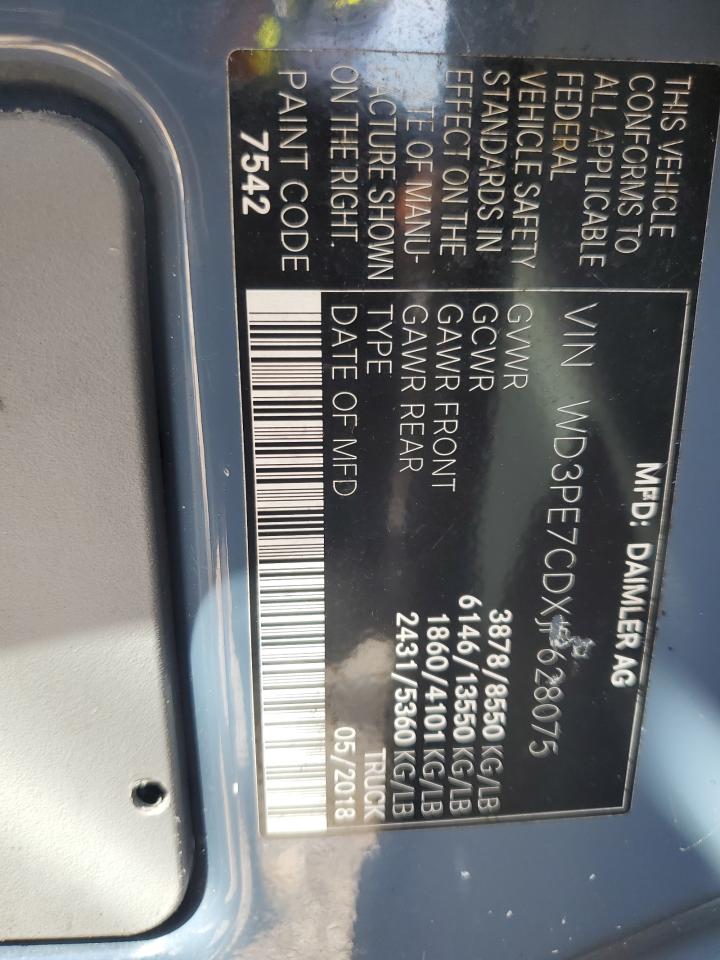 MFD: DAIMLER AG
THIS VEHICLE
CONFORMS TO
ALL APPLICABLE
FEDERAL
VEHICLE SAFETY
STANDARDS IN
EFFECT ON THE
TE OF MANU-
FACTURE SHOWN
ON THE RIGHT.
PAINT CODE
7542
VIN WD3PE7CDXJP628075
GVWR 3878/8550 KG/LB
GCWR 6146/13550 KG/LB
GAWR FRONT 1860/4101 KG/LB
GAWR REAR 2431/5360 KG/LB
TYPE TRUCK
DATE OF MFD 05/2018